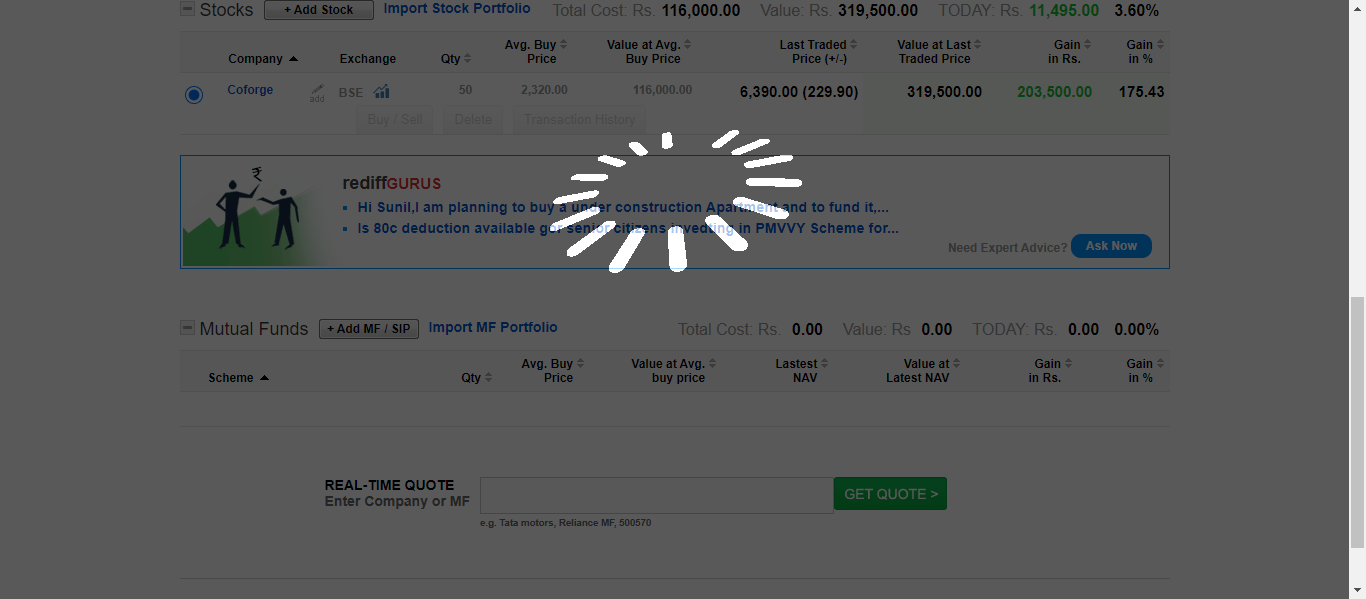 Stocks + Add Stock Import Stock Portfolio Total Cost: Rs. 116,000.00 Value: Rs. 319,500.00 TODAY: Rs. 11,495.00 3.60%
Avg. Buy Value at Avg. Last Traded Value at Last Gain Gain
Company Exchange Qty Price Buy Price Price (+/-) Traded Price in Rs. in %
Coforge add BSE 50 2,320.00 116,000.00 6,390.00 (229.90) 319,500.00 203,500.00 175.43
Buy / Sell Delete Transaction History
₹
rediffGURUS
Hi Sunil,I am planning to buy a under construction Apartment and to fund it,...
Is 80c deduction available gor senior citizens investing in PMVVY Scheme for...
Need Expert Advice? Ask Now
Mutual Funds + Add MF / SIP Import MF Portfolio Total Cost: Rs. 0.00 Value: Rs 0.00 TODAY: Rs. 0.00 0.00%
Avg. Buy Value at Avg. Lastest Value at Gain Gain
Scheme Qty Price buy price NAV Latest NAV in Rs. in %
REAL-TIME QUOTE
Enter Company or MF GET QUOTE >
e.g. Tata motors, Reliance MF, 500570